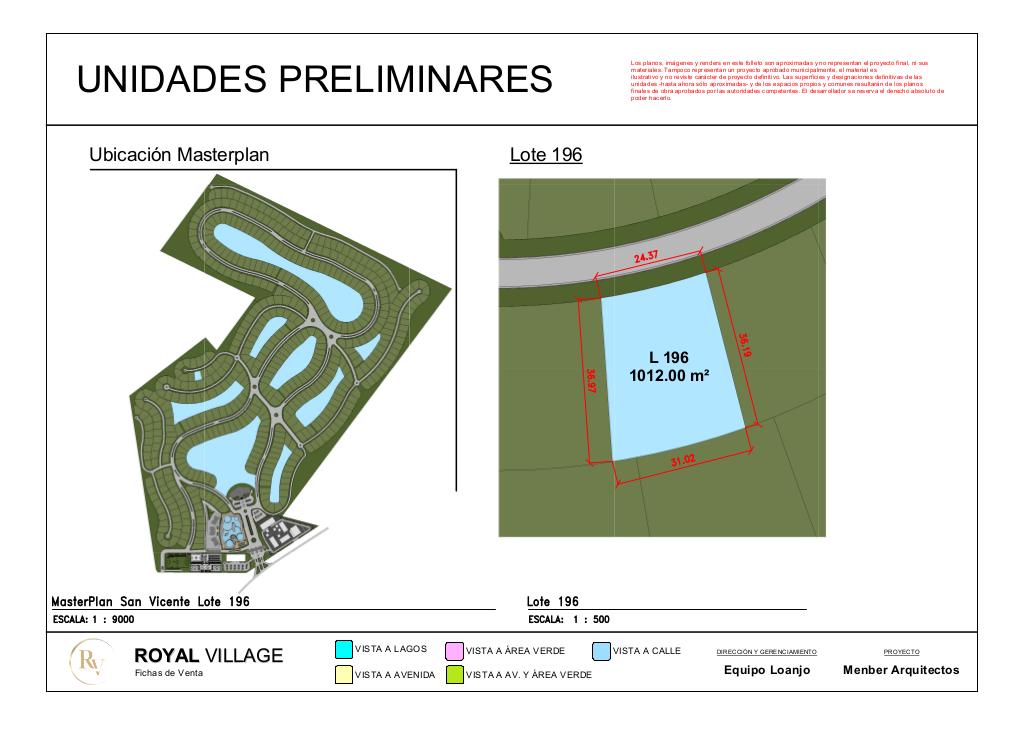 UNIDADES PRELIMINARES
Los planos, imágenes y renders en este folleto son aproximadas y no representan el proyecto final, ni sus
materiales. Tampoco representan un proyecto aprobado municipalmente, el material es
ilustrativo y no reviste carácter de proyecto definitivo. Las superficies y designaciones definitivas de las
unidades -hasta ahora sólo aproximadas- y de los espacios propios y comunes resultarán de los planos
finales de obra aprobados por las autoridades competentes. El desarrollador se reserva el derecho absoluto de
poder hacerlo.
Ubicación Masterplan
Lote 196
24.37
36.19
36.97
L 196
1012.00 m²
31.02
MasterPlan San Vicente Lote 196
ESCALA: 1 : 9000
Lote 196
ESCALA: 1 : 500
RV
ROYAL VILLAGE
Fichas de Venta
VISTA A LAGOS
VISTA A ÀREA VERDE
VISTA A CALLE
VISTA A AVENIDA
VISTA A AV. Y ÀREA VERDE
DIRECCIÓN Y GERENCIAMIENTO
Equipo Loanjo
PROYECTO
Menber Arquitectos